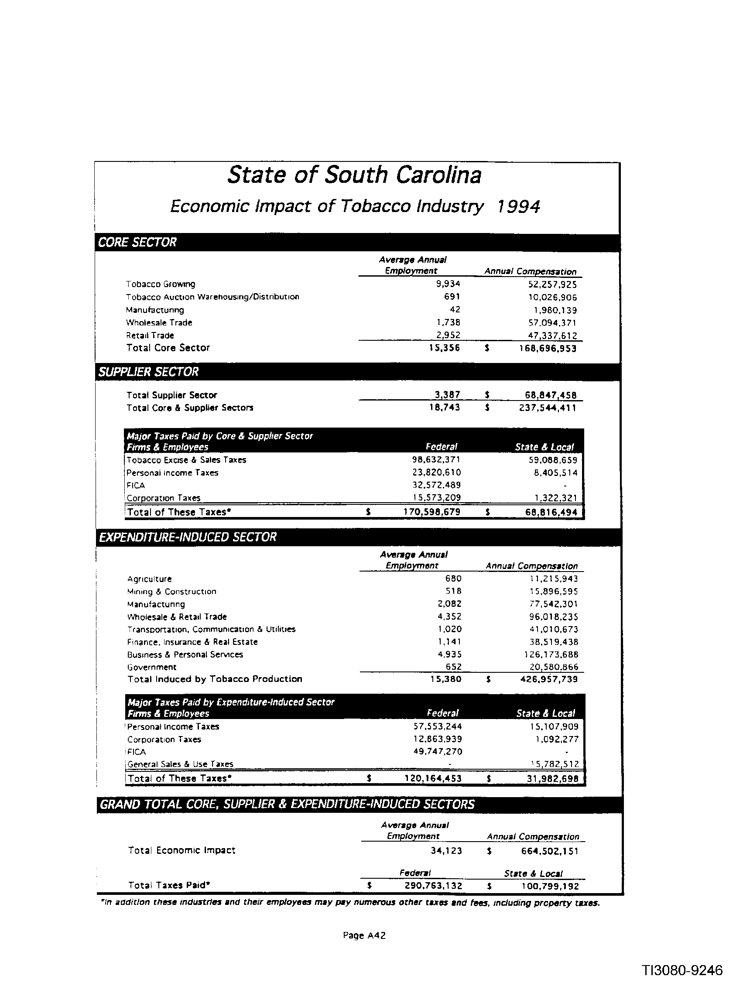 State of South Carolina
Economic Impact of Tobacco Industry 1994
CORE SECTOR
Average Annual
Employment Annual Compensation
Tobacco Growing 9,934 52,257,925
Tobacco Auction Warehousing/Distribution 691 10,026,906
Manufacturing 42 1,980,139
Wholesale Trade 1,738 57,094,371
Retail Trade 2,952 47,337,612
Total Core Sector 15,356 $ 168,696,953
SUPPLIER SECTOR
Total Supplier Sector 3,387 $ 68,847,458
Total Core & Supplier Sectors 18,743 $ 237,544,411
Major Taxes Paid by Core & Supplier Sector
Firms & Employees Federal State & Local
Tobacco Excise & Sales Taxes 98,632,371 59,088,659
Personal Income Taxes 23,820,610 8,405,514
FICA 32,572,489 -
Corporation Taxes 15,573,209 1,322,321
Total of These Taxes* $ 170,598,679 $ 68,816,494
EXPENDITURE-INDUCED SECTOR
Average Annual
Employment Annual Compensation
Agriculture 680 11,215,943
Mining & Construction 518 15,896,595
Manufacturing 2,082 77,542,301
Wholesale & Retail Trade 4,352 96,018,235
Transportation, Communication & Utilities 1,020 41,010,673
Finance, Insurance & Real Estate 1,141 38,519,438
Business & Personal Services 4,935 126,173,688
Government 652 20,580,866
Total Induced by Tobacco Production 15,380 $ 426,957,739
Major Taxes Paid by Expenditure-Induced Sector
Firms & Employees Federal State & Local
Personal Income Taxes 57,553,244 15,107,909
Corporation Taxes 12,863,939 1,092,277
FICA 49,747,270 -
General Sales & Use Taxes - 15,782,512
Total of These Taxes* $ 120,164,453 $ 31,982,698
GRAND TOTAL CORE, SUPPLIER & EXPENDITURE-INDUCED SECTORS
Average Annual
Employment Annual Compensation
Total Economic Impact 34,123 $ 664,502,151
Federal State & Local
Total Taxes Paid* $ 290,763,132 $ 100,799,192
*In addition these industries and their employees may pay numerous other taxes and fees, including property taxes.
Page A42
TI3080-9246